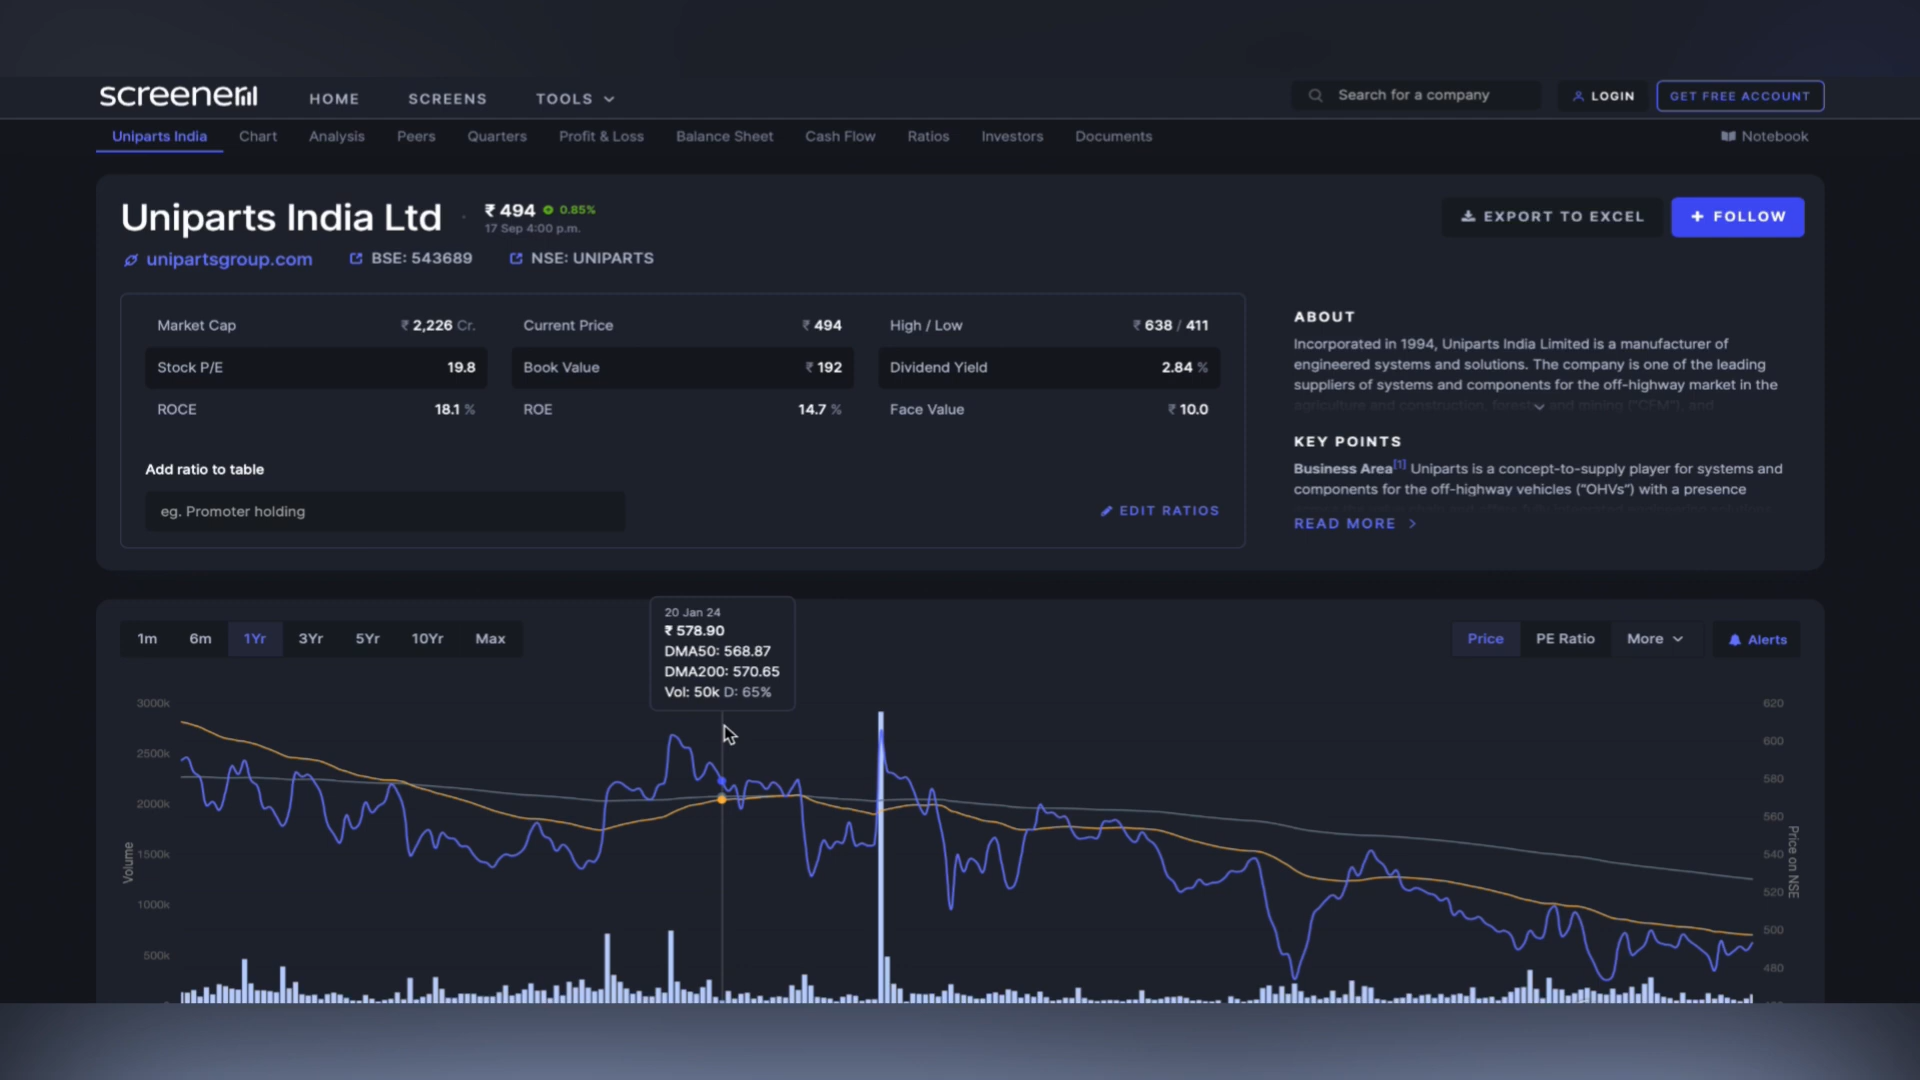 screener
HOME
SCREENS
TOOLS
Search for a company
LOGIN
GET FREE ACCOUNT
Uniparts India
Chart
Analysis
Peers
Quarters
Profit & Loss
Balance Sheet
Cash Flow
Ratios
Investors
Documents
Notebook
Uniparts India Ltd
₹ 494 0.85%
17 Sep 4:00 p.m.
EXPORT TO EXCEL
+ FOLLOW
unipartsgroup.com
BSE: 543689
NSE: UNIPARTS
Market Cap ₹ 2,226 Cr.
Current Price ₹ 494
High / Low ₹ 638 / 411
Stock P/E 19.8
Book Value ₹ 192
Dividend Yield 2.84 %
ROCE 18.1 %
ROE 14.7 %
Face Value ₹ 10.0
Add ratio to table
eg. Promoter holding
EDIT RATIOS
ABOUT
Incorporated in 1994, Uniparts India Limited is a manufacturer of
engineered systems and solutions. The company is one of the leading
suppliers of systems and components for the off-highway market in the
agriculture and construction, forestry and mining ("CFM"), and
KEY POINTS
Business Area[1] Uniparts is a concept-to-supply player for systems and
components for the off-highway vehicles ("OHVs") with a presence
READ MORE >
1m
6m
1Yr
3Yr
5Yr
10Yr
Max
20 Jan 24
₹ 578.90
DMA50: 568.87
DMA200: 570.65
Vol: 50k D: 65%
Price
PE Ratio
More
Alerts
3000k
2500k
2000k
1500k
1000k
500k
Volume
620
600
580
560
540
520
500
480
Price on NSE